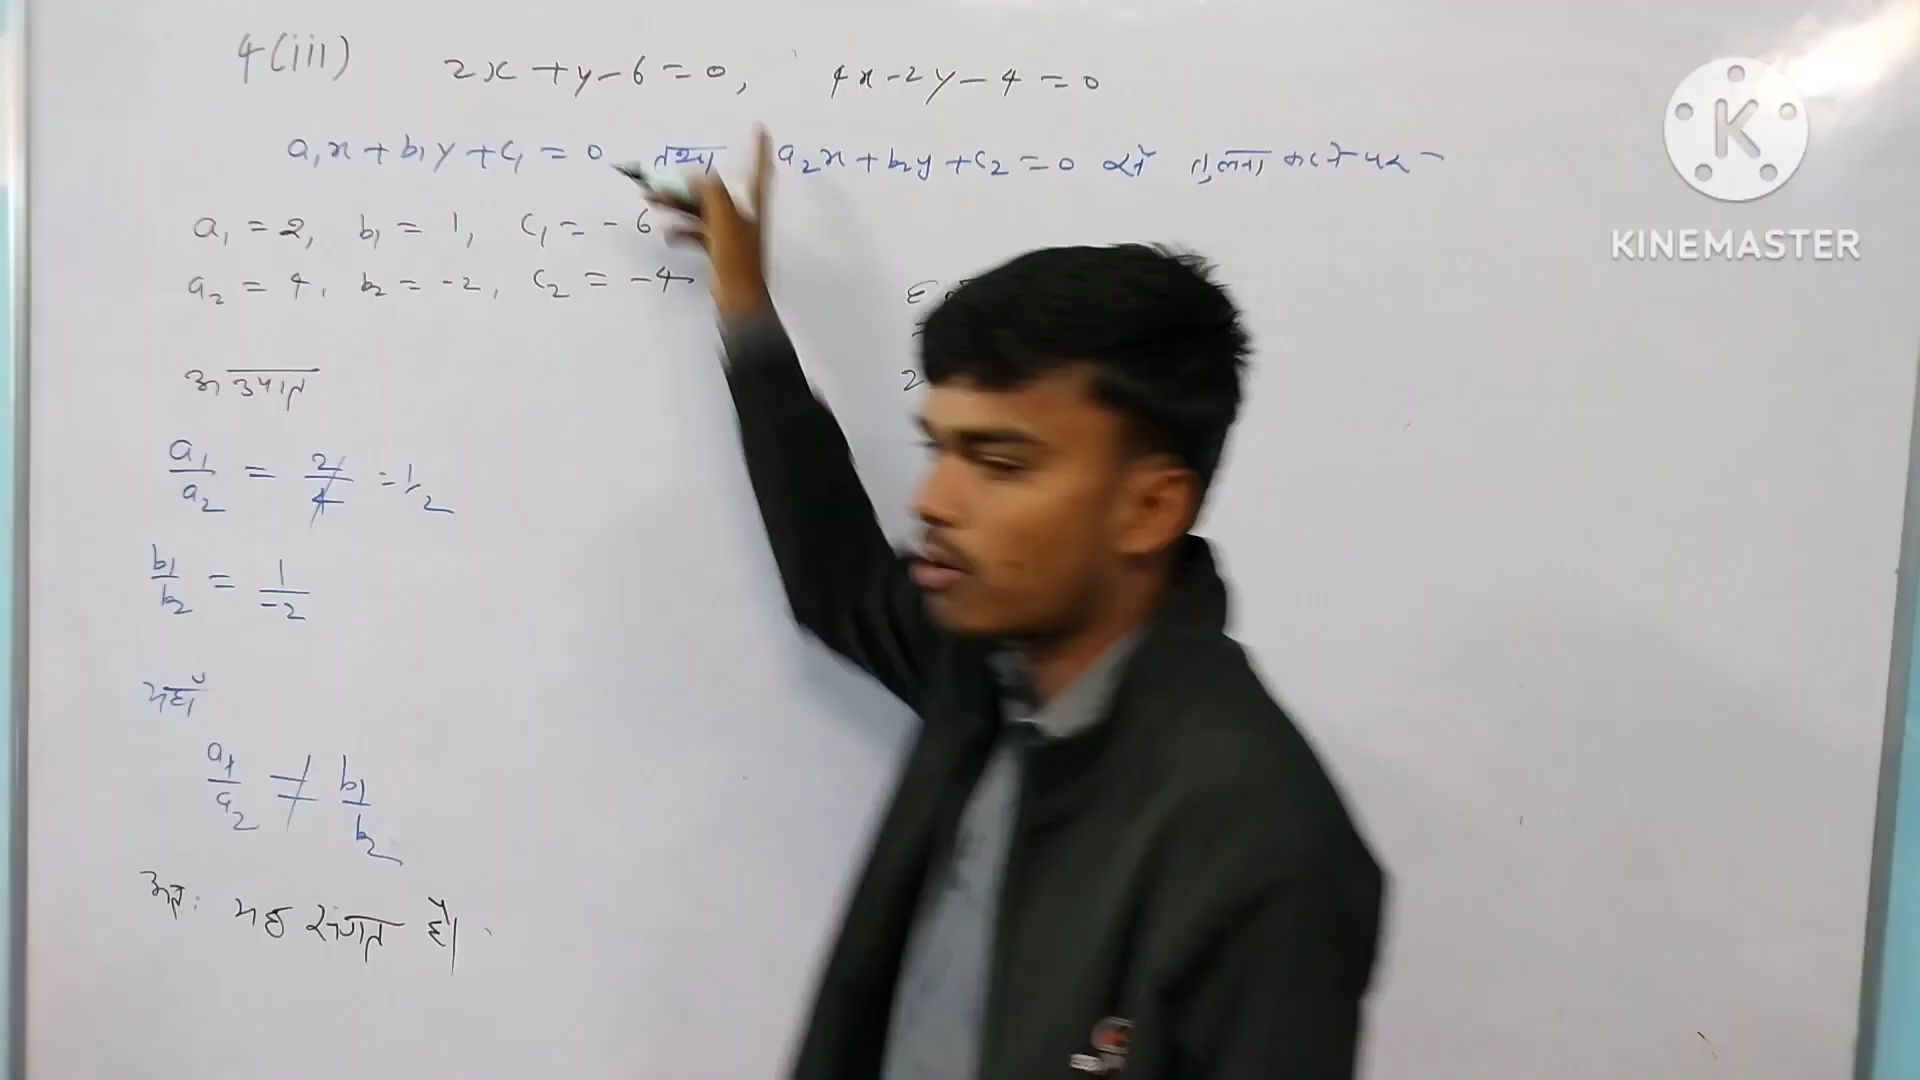 4(iii) 2x + y - 6 = 0, 4x - 2y - 4 = 0
a₁x + b₁y + c₁ = 0 तथा a₂x + b₂y + c₂ = 0 से तुलना करने पर -
a₁ = 2, b₁ = 1, c₁ = - 6
a₂ = 4, b₂ = -2, c₂ = -4
अनुपात
a₁/a₂ = 2/4 = 1/2
b₁/b₂ = 1/-2
यहाँ
a₁/a₂ ≠ b₁/b₂
अतः यह संगत है।
K
KINEMASTER